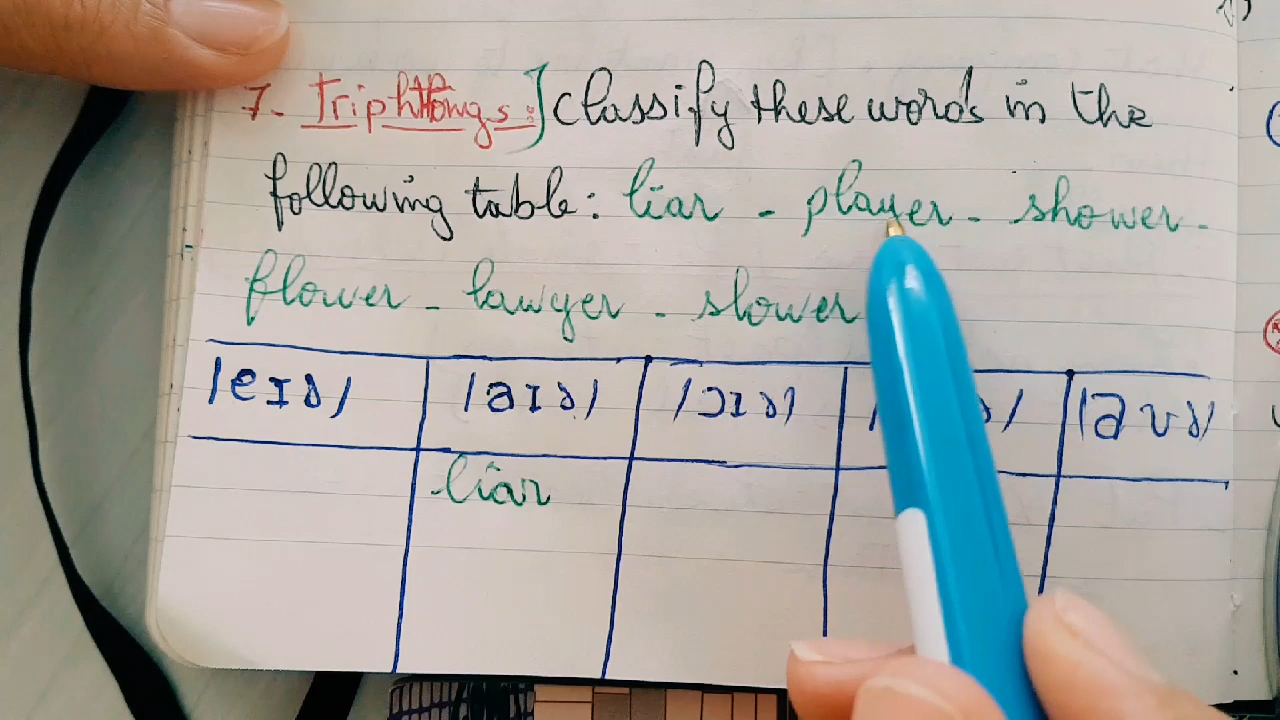 7- Triphthongs:] classify these words in the
following table: liar - player - shower -
flower - lawyer - slower
/eɪə/ /aɪə/ /ɔɪə/ /əʊə/
liar